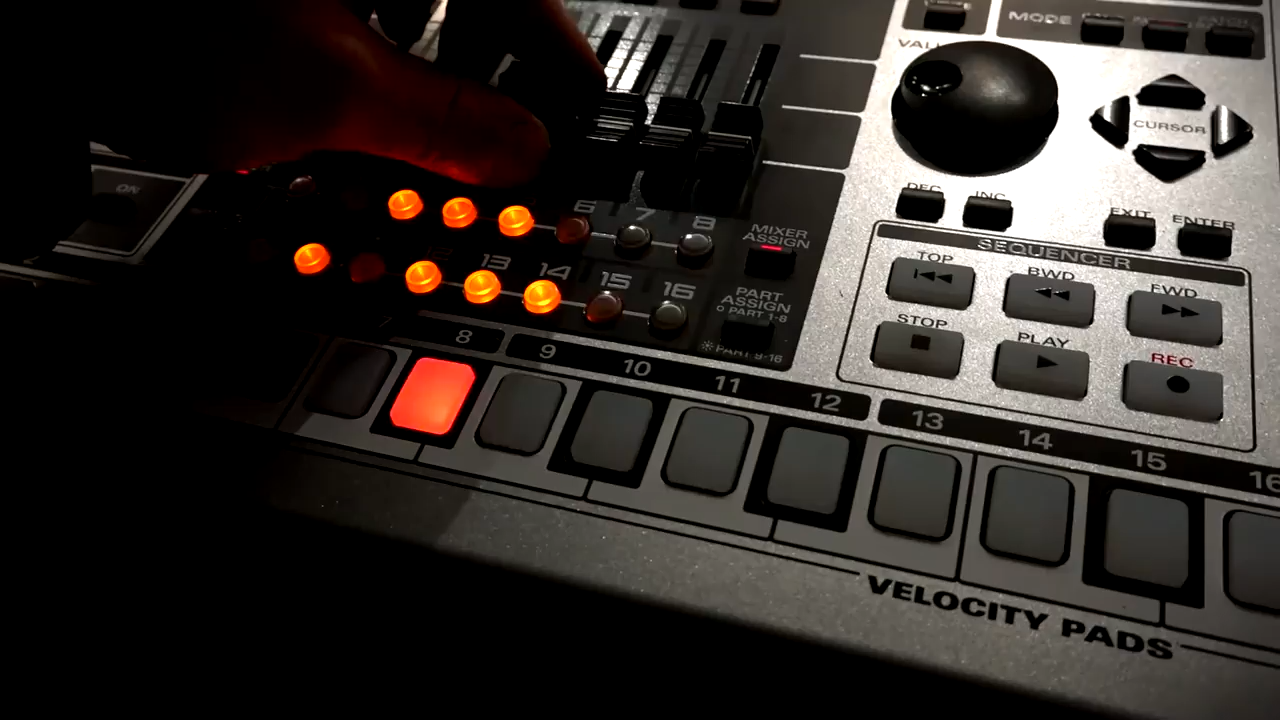 MODE
VALU
CURSOR
ON
DEC
INC
EXIT
ENTER
6
7
8
MIXER
ASSIGN
13
14
15
16
PART
ASSIGN
PART 1-8
PART 9-16
SEQUENCER
TOP
BWD
FWD
STOP
PLAY
REC
8
9
10
11
12
13
14
15
16
VELOCITY PADS